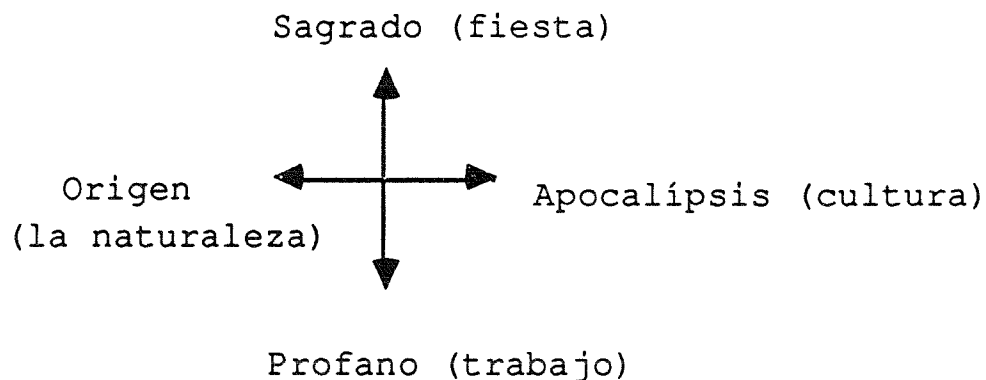 Sagrado (fiesta)
Origen
(la naturaleza)
Apocalípsis (cultura)
Profano (trabajo)